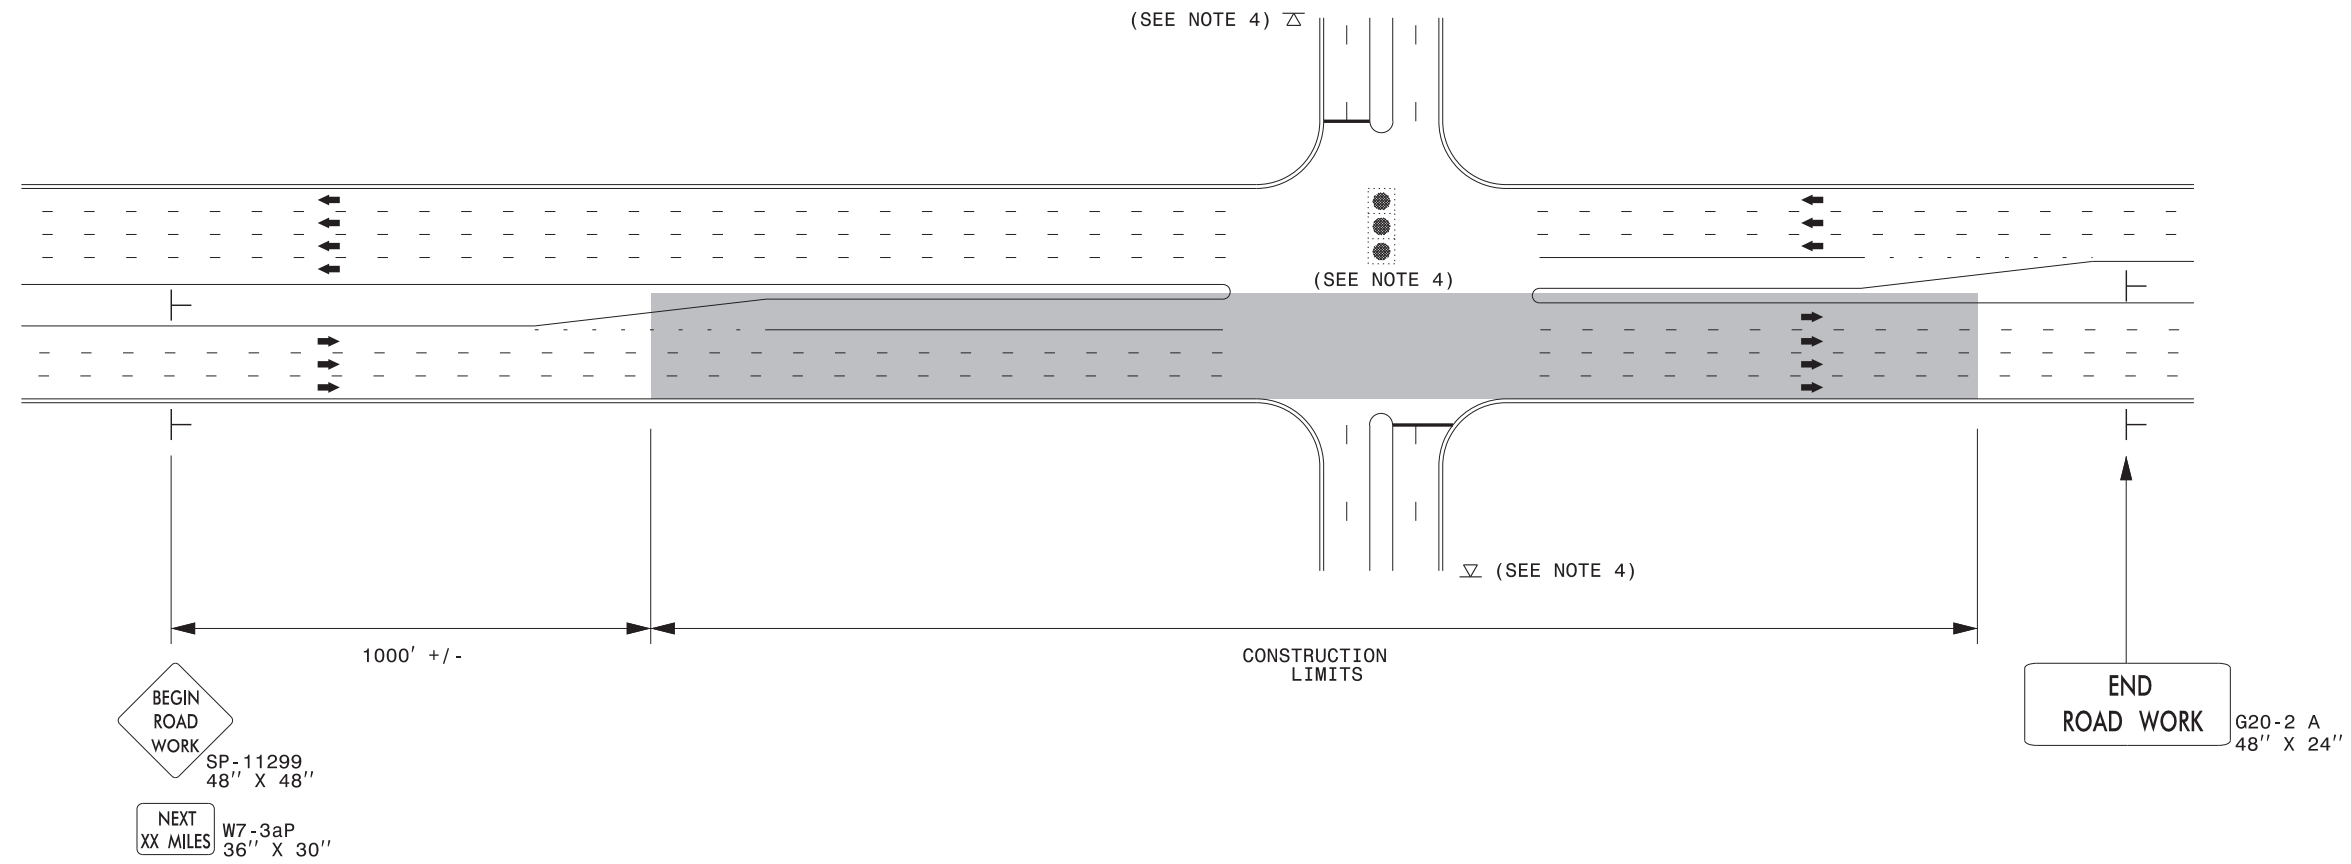 (SEE NOTE 4)
(SEE NOTE 4)
(SEE NOTE 4)
1000' +/-
CONSTRUCTION
LIMITS
BEGIN
ROAD
WORK
SP-11299
48'' X 48''
NEXT
XX MILES
W7-3aP
36'' X 30''
END
ROAD WORK
G20-2 A
48'' X 24''